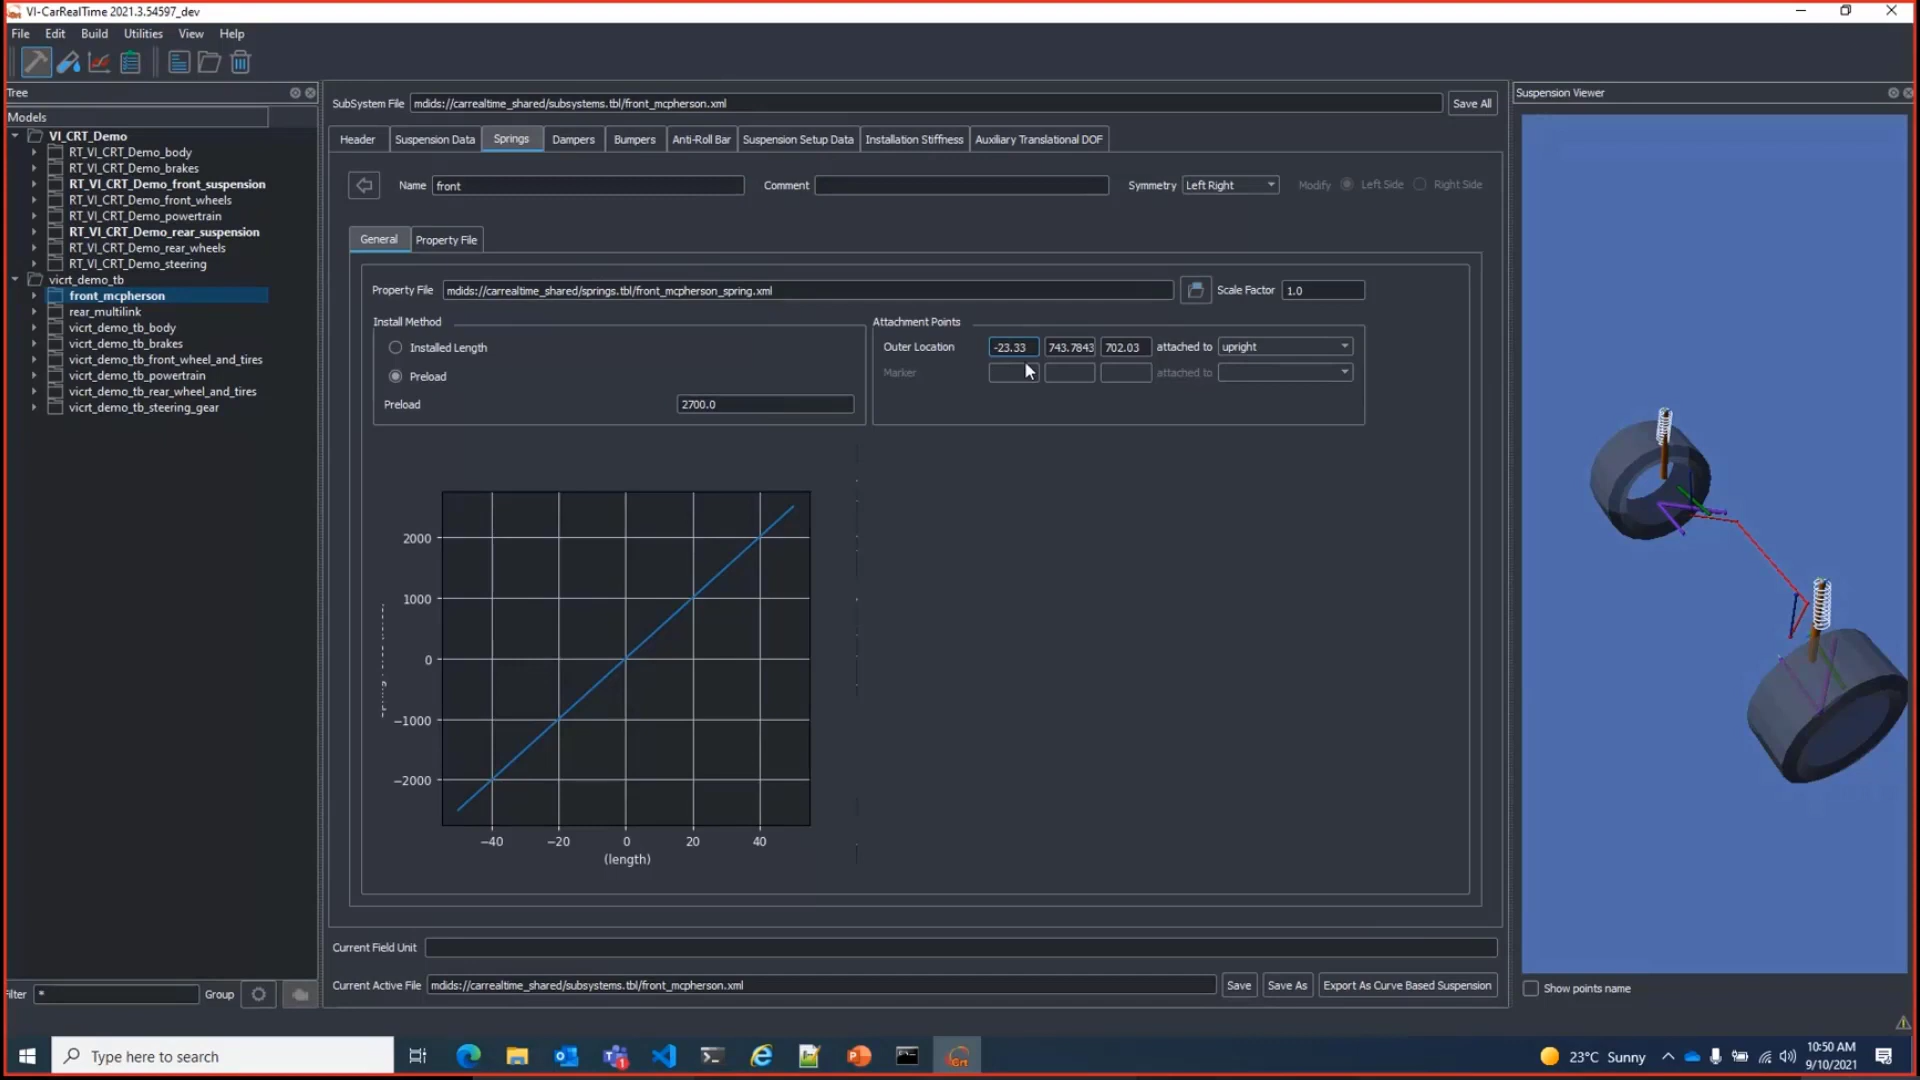 VI-CarRealTime 2021.3.54597_dev
File Edit Build Utilities View Help
Tree
Models
VI_CRT_Demo
RT_VI_CRT_Demo_body
RT_VI_CRT_Demo_brakes
RT_VI_CRT_Demo_front_suspension
RT_VI_CRT_Demo_front_wheels
RT_VI_CRT_Demo_powertrain
RT_VI_CRT_Demo_rear_suspension
RT_VI_CRT_Demo_rear_wheels
RT_VI_CRT_Demo_steering
vicrt_demo_tb
front_mcpherson
rear_multilink
vicrt_demo_tb_body
vicrt_demo_tb_brakes
vicrt_demo_tb_front_wheel_and_tires
vicrt_demo_tb_powertrain
vicrt_demo_tb_rear_wheel_and_tires
vicrt_demo_tb_steering_gear
ilter * Group
SubSystem File mdids://carrealtime_shared/subsystems.tbl/front_mcpherson.xml Save All
Header Suspension Data Springs Dampers Bumpers Anti-Roll Bar Suspension Setup Data Installation Stiffness Auxiliary Translational DOF
Name front Comment Symmetry Left Right Modify Left Side Right Side
General Property File
Property File mdids://carrealtime_shared/springs.tbl/front_mcpherson_spring.xml Scale Factor 1.0
Install Method
Installed Length
Preload
Preload 2700.0
Attachment Points
Outer Location -23.33 743.7843 702.03 attached to upright
Marker attached to
2000
1000
0
−1000
−2000
−40 −20 0 20 40
(length)
Current Field Unit
Current Active File mdids://carrealtime_shared/subsystems.tbl/front_mcpherson.xml Save Save As Export As Curve Based Suspension
Suspension Viewer
Show points name
Type here to search
1
Crt
23°C Sunny
10:50 AM
9/10/2021